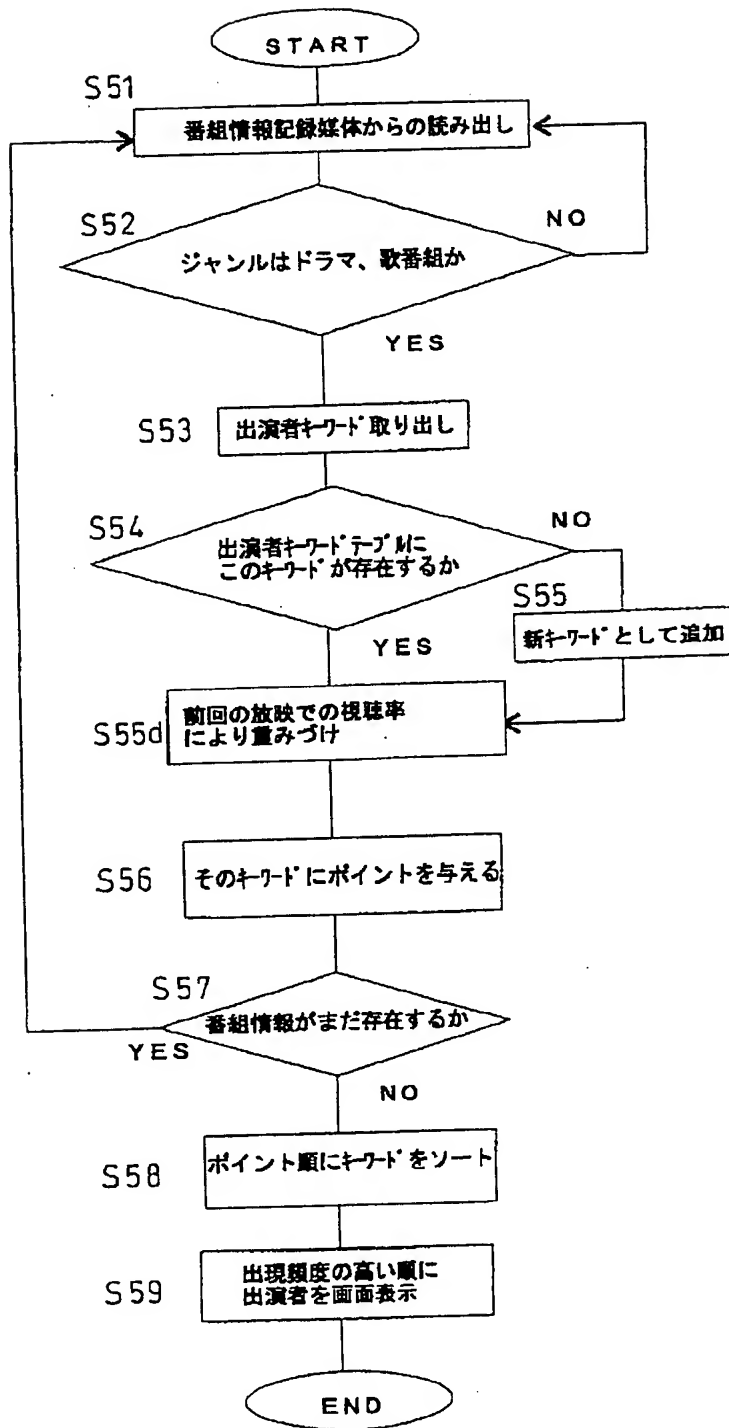 START
S51
番組情報記録媒体からの読み出し
S52
ジャンルはドラマ、歌番組か
NO
YES
S53
出演者ｷｰﾜｰﾄﾞ取り出し
S54
出演者ｷｰﾜｰﾄﾞﾃｰﾌﾞﾙに
このｷｰﾜｰﾄﾞが存在するか
NO
S55
新ｷｰﾜｰﾄﾞとして追加
YES
S55d
前回の放映での視聴率
により重みづけ
S56
そのｷｰﾜｰﾄﾞにポイントを与える
S57
番組情報がまだ存在するか
YES
NO
S58
ポイント順にｷｰﾜｰﾄﾞをソート
S59
出現頻度の高い順に
出演者を画面表示
END